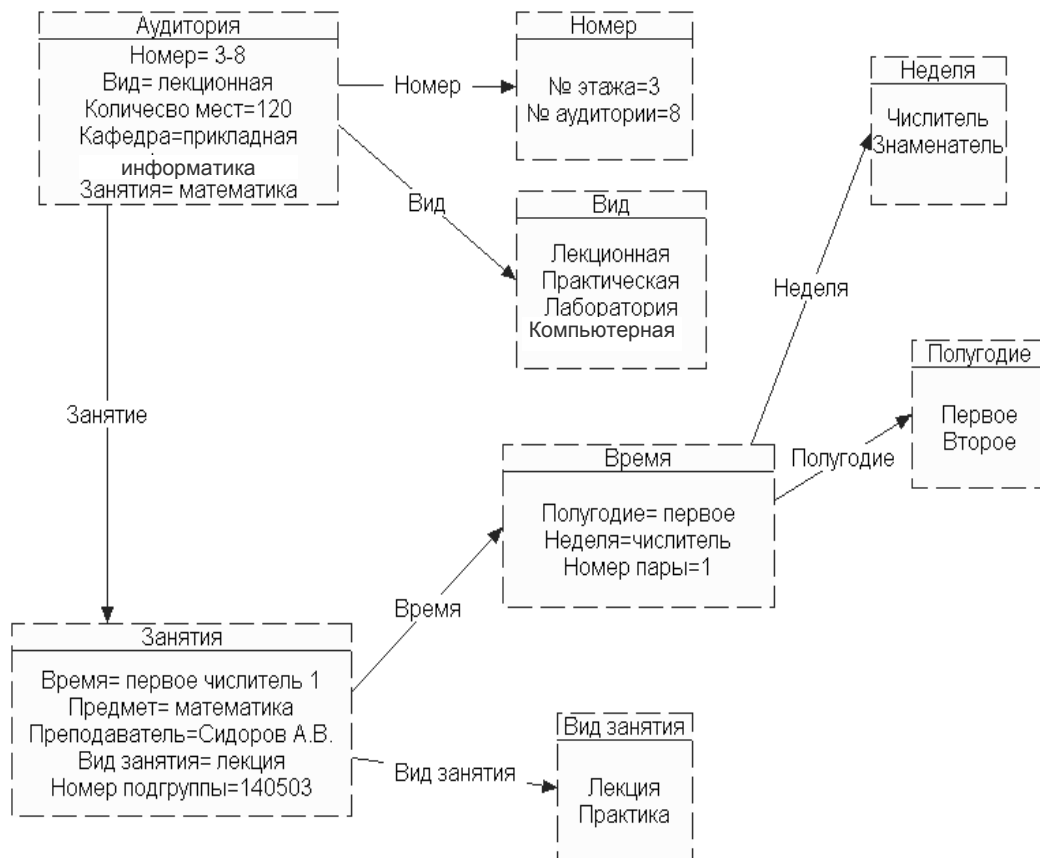 Аудитория
Номер= 3-8
Вид= лекционная
Количесво мест=120
Кафедра=прикладная
информатика
Занятия= математика
Номер
Номер
№ этажа=3
№ аудитории=8
Вид
Вид
Лекционная
Практическая
Лаборатория
Компьютерная
Неделя
Числитель
Знаменатель
Неделя
Полугодие
Первое
Второе
Полугодие
Занятие
Время
Полугодие= первое
Неделя=числитель
Номер пары=1
Время
Занятия
Время= первое числитель 1
Предмет= математика
Преподаватель=Сидоров А.В.
Вид занятия= лекция
Номер подгруппы=140503
Вид занятия
Вид занятия
Лекция
Практика